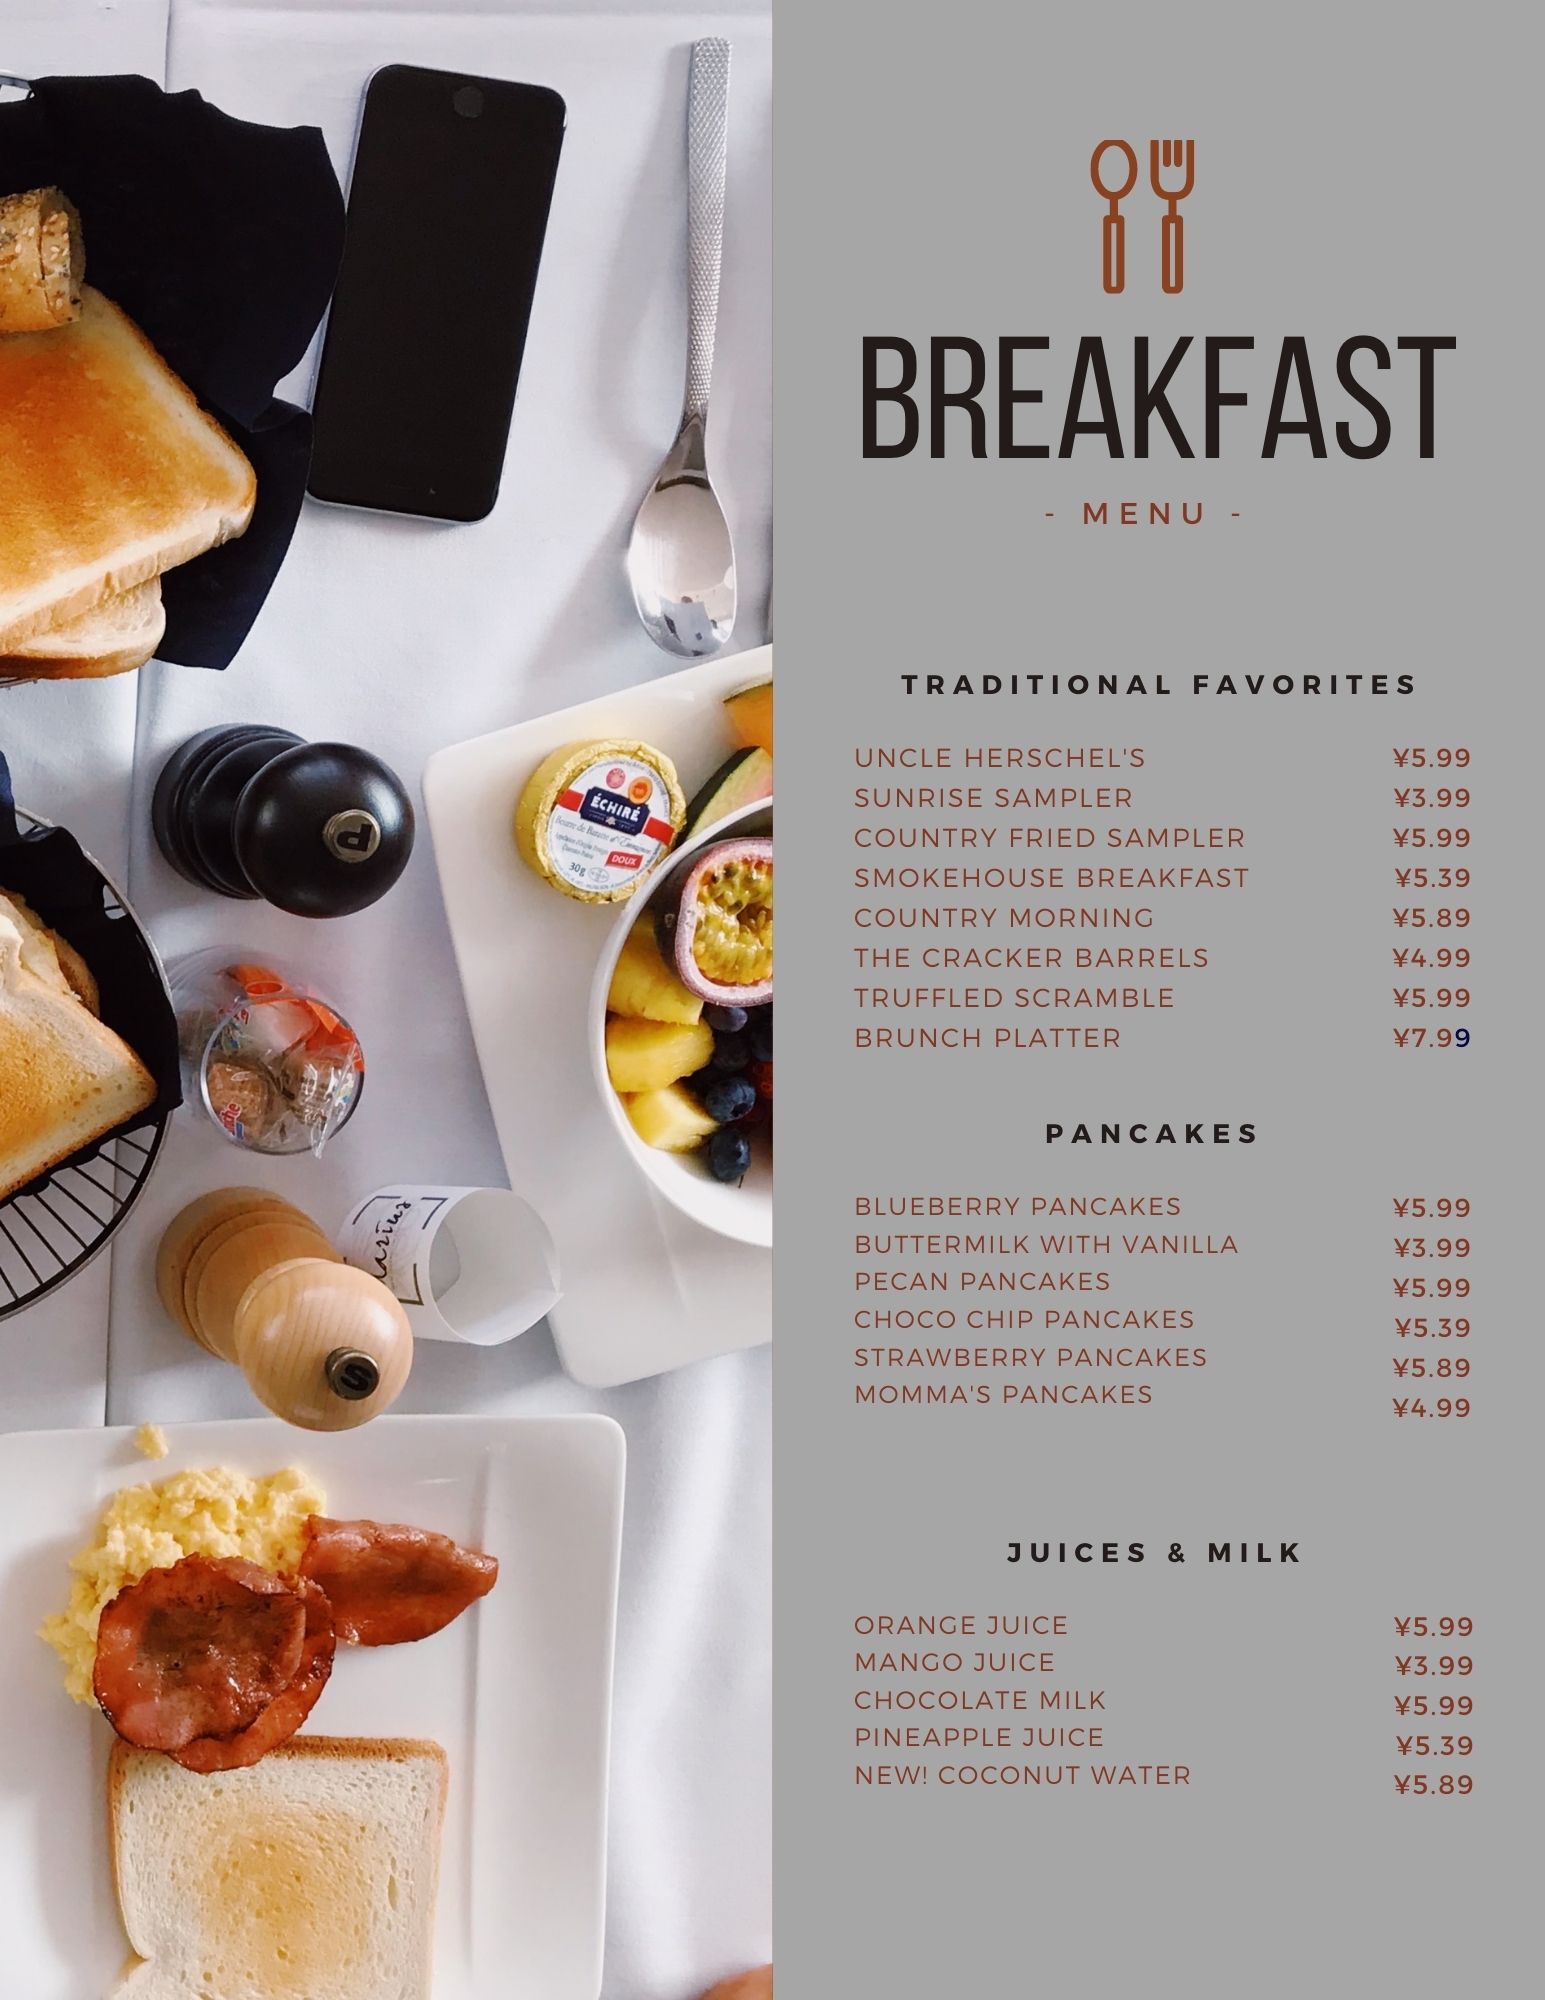 BREAKFAST
- MENU -
TRADITIONAL FAVORITES
UNCLE HERSCHEL'S ¥5.99
SUNRISE SAMPLER ¥3.99
COUNTRY FRIED SAMPLER ¥5.99
SMOKEHOUSE BREAKFAST ¥5.39
COUNTRY MORNING ¥5.89
THE CRACKER BARRELS ¥4.99
TRUFFLED SCRAMBLE ¥5.99
BRUNCH PLATTER ¥7.99
PANCAKES
BLUEBERRY PANCAKES ¥5.99
BUTTERMILK WITH VANILLA ¥3.99
PECAN PANCAKES ¥5.99
CHOCO CHIP PANCAKES ¥5.39
STRAWBERRY PANCAKES ¥5.89
MOMMA'S PANCAKES ¥4.99
JUICES & MILK
ORANGE JUICE ¥5.99
MANGO JUICE ¥3.99
CHOCOLATE MILK ¥5.99
PINEAPPLE JUICE ¥5.39
NEW! COCONUT WATER ¥5.89
P
ÉCHIRÉ
Beurre de Baratte
DOUX
30g
S